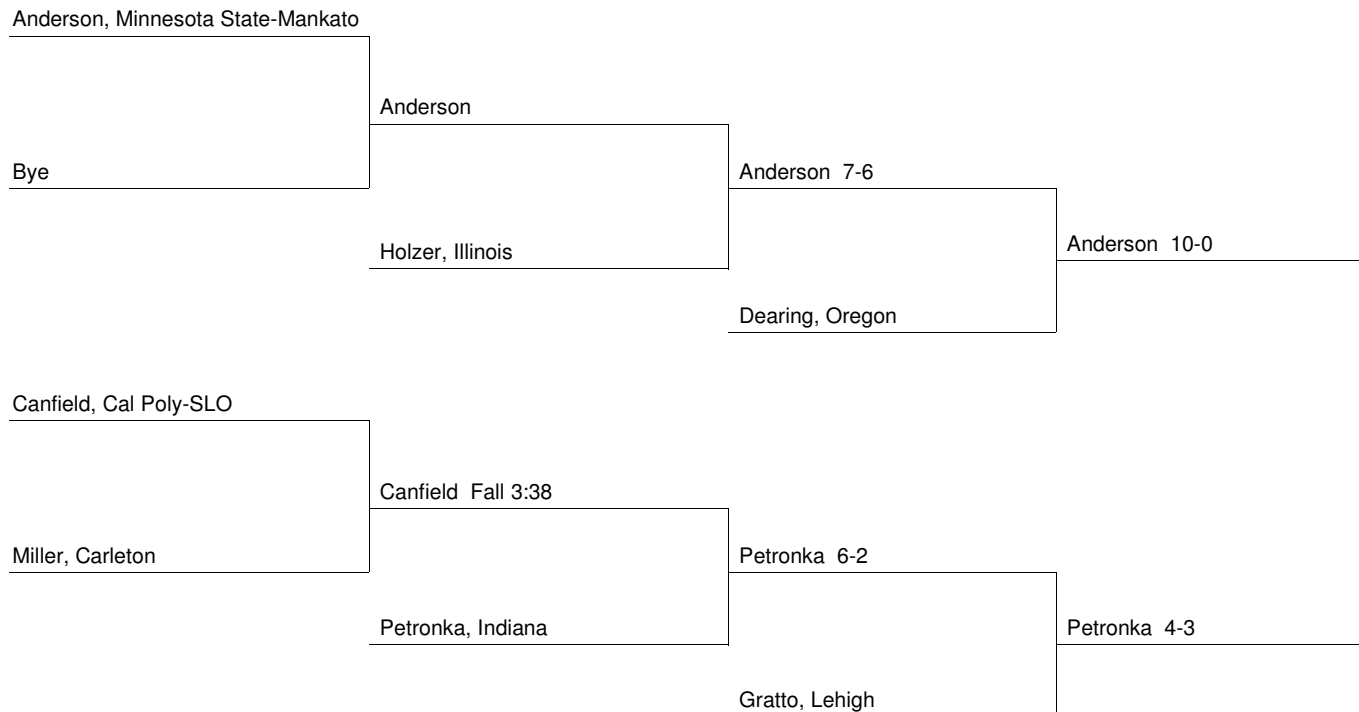 Anderson, Minnesota State-Mankato
Anderson
Bye
Anderson 7-6
Anderson 10-0
Holzer, Illinois
Dearing, Oregon
Canfield, Cal Poly-SLO
Canfield Fall 3:38
Miller, Carleton
Petronka 6-2
Petronka, Indiana
Petronka 4-3
Gratto, Lehigh